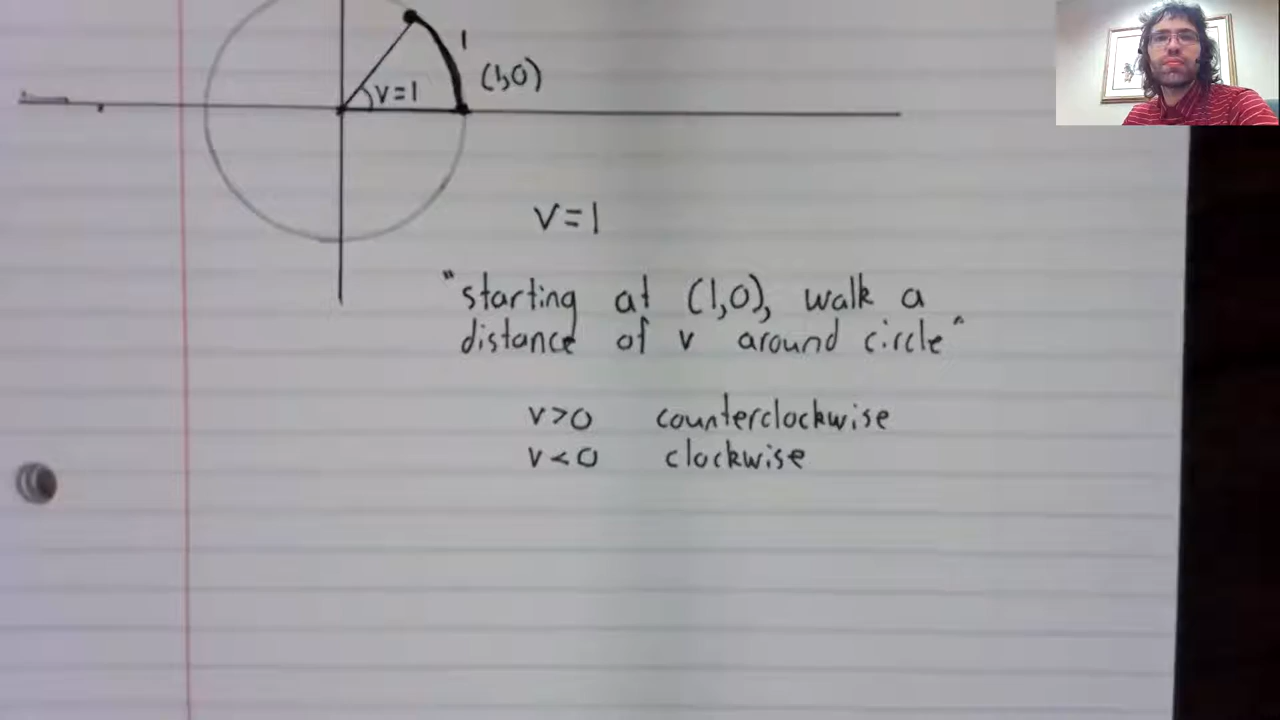 1
v=1
(1,0)
v=1
"starting at (1,0), walk a
distance of v around circle"
v>0 counterclockwise
v<0 clockwise